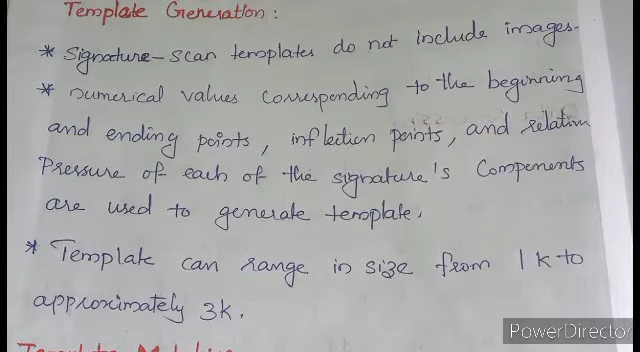 Template Generation :
* Signature-scan templates do not include images.
* Numerical values corresponding to the beginning
and ending points, inflection points, and relative
Pressure of each of the signature's Components
are used to generate template.
* Template can range in size from 1k to
approximately 3k.
Template Matching
PowerDirector